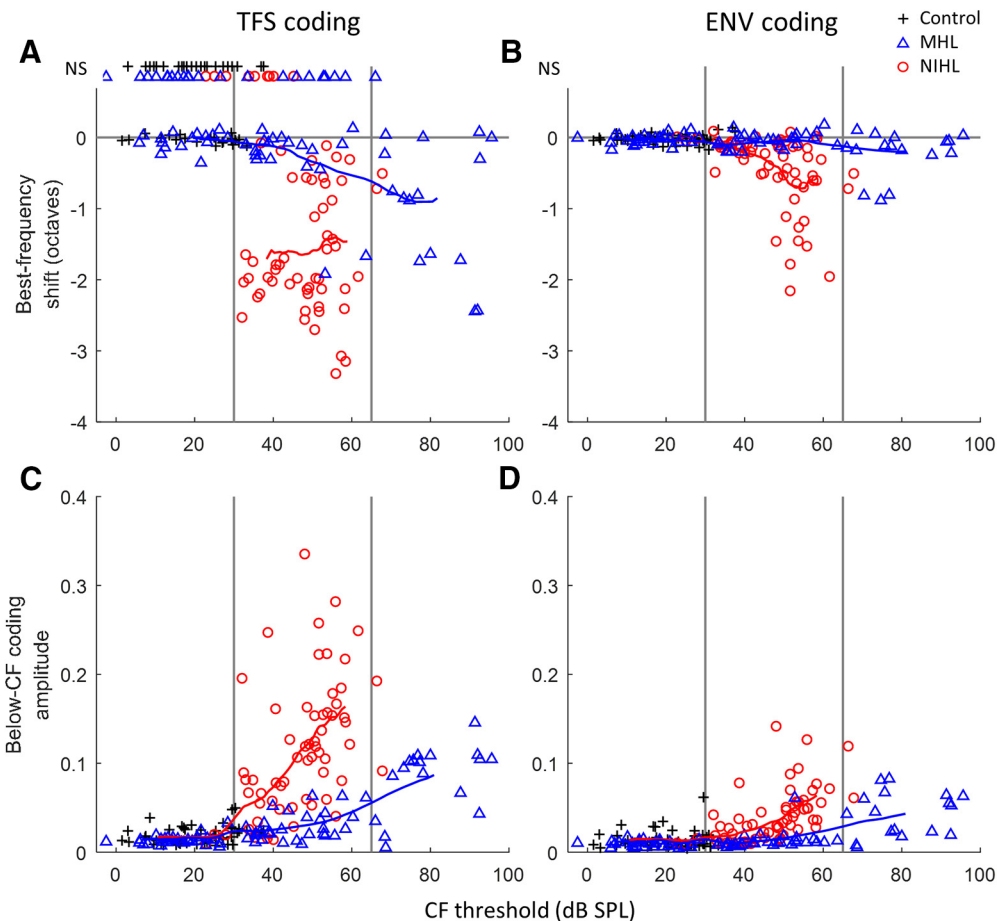 TFS coding
ENV coding
+ Control
△ MHL
○ NIHL
A
B
NS
NS
0
-1
-2
-3
-4
0
-1
-2
-3
-4
Best-frequency
shift (octaves)
0 20 40 60 80 100
0 20 40 60 80 100
C
D
0.4
0.3
0.2
0.1
0
0.4
0.3
0.2
0.1
0
Below-CF coding
amplitude
0 20 40 60 80 100
0 20 40 60 80 100
CF threshold (dB SPL)